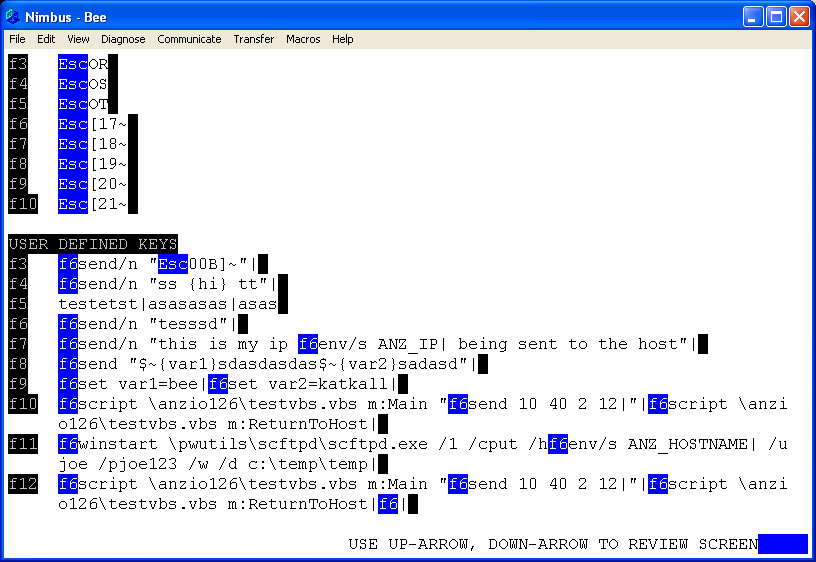 Nimbus - Bee
File Edit View Diagnose Communicate Transfer Macros Help
f3 EscOR
f4 EscOS
f5 EscOT
f6 Esc[17~
f7 Esc[18~
f8 Esc[19~
f9 Esc[20~
f10 Esc[21~
USER DEFINED KEYS
f3 f6send/n "Esc00B]~"|
f4 f6send/n "ss {hi} tt"|
f5 testetst|asasasas|asas
f6 f6send/n "tesssd"|
f7 f6send/n "this is my ip f6env/s ANZ_IP| being sent to the host"|
f8 f6send "$~{var1}sdasdasdas$~{var2}sadasd"|
f9 f6set var1=bee|f6set var2=katkall|
f10 f6script \anzio126\testvbs.vbs m:Main "f6send 10 40 2 12|"|f6script \anzi
o126\testvbs.vbs m:ReturnToHost|
f11 f6winstart \pwutils\scftpd\scftpd.exe /1 /cput /hf6env/s ANZ_HOSTNAME| /u
joe /pjoe123 /w /d c:\temp\temp|
f12 f6script \anzio126\testvbs.vbs m:Main "f6send 10 40 2 12|"|f6script \anzi
o126\testvbs.vbs m:ReturnToHost|f6|
USE UP-ARROW, DOWN-ARROW TO REVIEW SCREEN